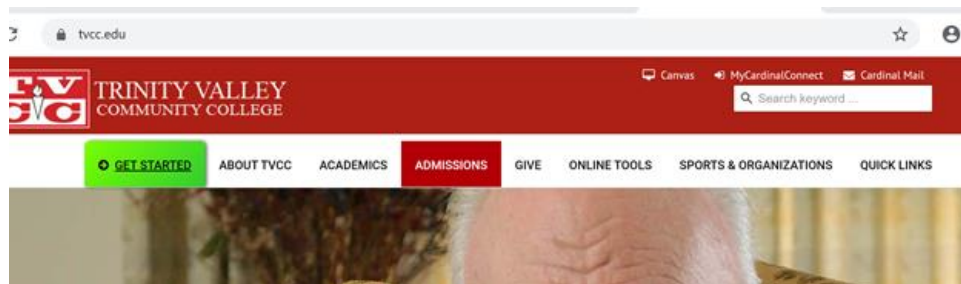 tvcc.edu
Canvas MyCardinalConnect Cardinal Mail
TVCC
TRINITY VALLEY
COMMUNITY COLLEGE
Search keyword ...
GET STARTED ABOUT TVCC ACADEMICS ADMISSIONS GIVE ONLINE TOOLS SPORTS & ORGANIZATIONS QUICK LINKS